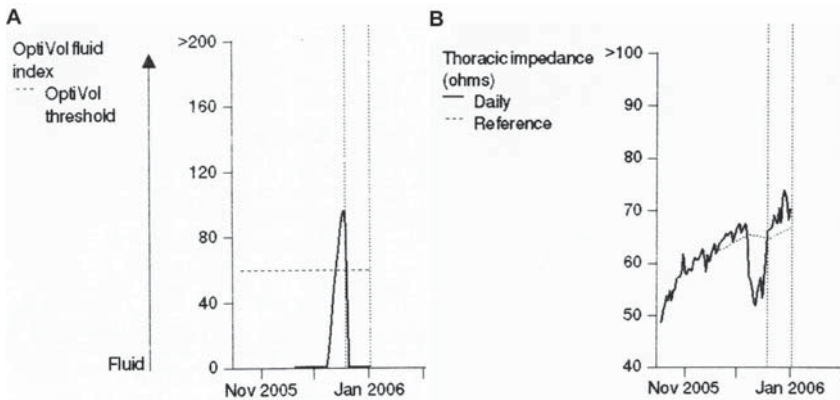 A
OptiVol fluid
index
OptiVol
threshold
Fluid
>200
160
120
80
60
40
0
Nov 2005
Jan 2006
B
Thoracic impedance
(ohms)
Daily
Reference
>100
90
80
70
60
50
40
Nov 2005
Jan 2006